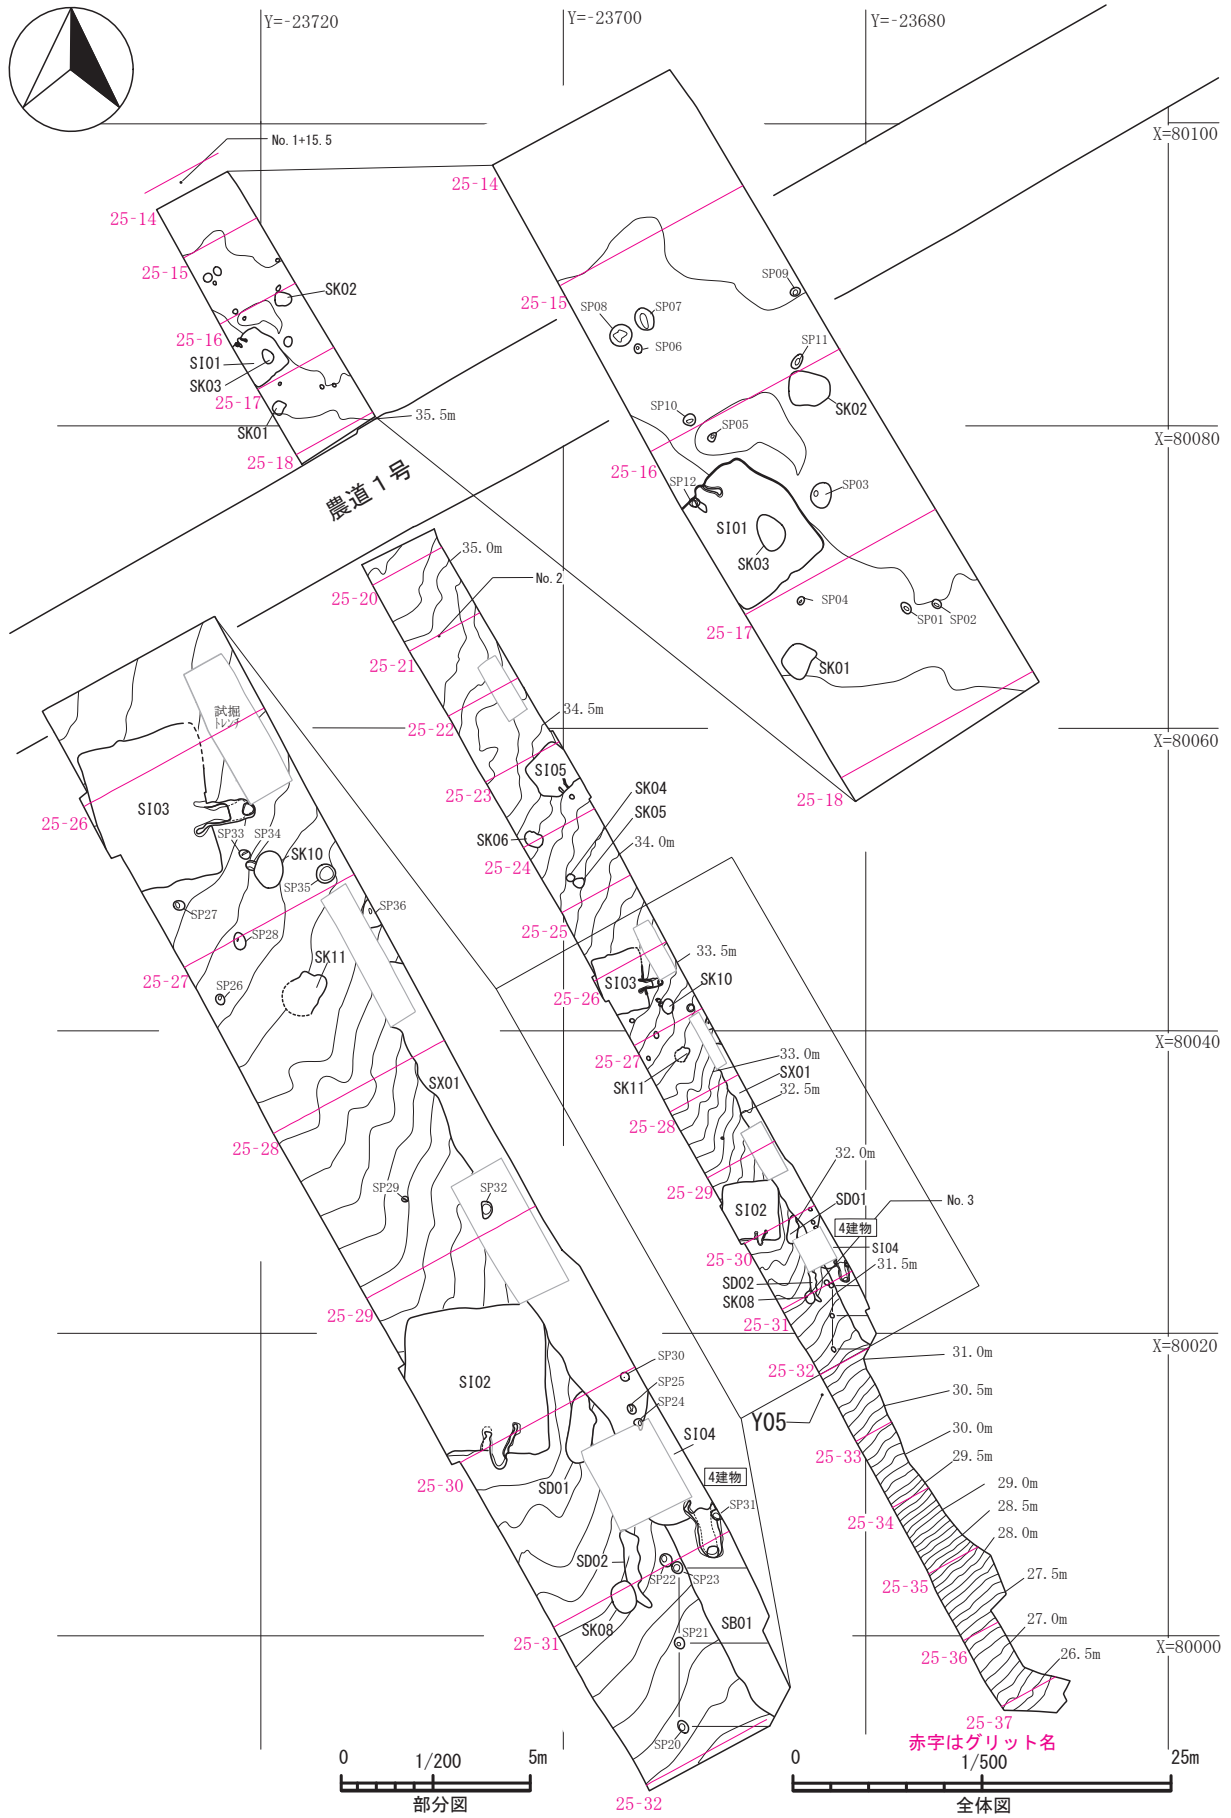 Y=-23720
Y=-23700
Y=-23680
X=80100
X=80080
X=80060
X=80040
X=80020
X=80000
No.1+15.5
25-14
25-15
SK02
25-16
SI01
SK03
25-17
SK01
35.5m
25-18
農道1号
25-14
SP09
25-15
SP08
SP07
SP06
SP11
SK02
SP10
SP05
25-16
SP12
SP03
SI01
SK03
SP04
SP01
SP02
25-17
SK01
25-18
35.0m
25-20
No.2
25-21
25-22
34.5m
SI05
25-23
SK04
SK05
SK06
34.0m
25-24
25-25
33.5m
SI03
SK10
25-26
25-27
33.0m
SK11
SX01
32.5m
25-28
32.0m
25-29
SD01
No.3
SI02
4建物
25-30
SI04
31.5m
SD02
SK08
25-31
31.0m
25-32
30.5m
Y05
30.0m
25-33
29.5m
29.0m
28.5m
25-34
28.0m
25-35
27.5m
27.0m
25-36
26.5m
25-37
赤字はグリット名
試掘
トレンチ
SI03
25-26
SP33
SP34
SK10
SP35
SP27
SP36
SP28
25-27
SK11
SP26
SX01
25-28
SP29
SP32
25-29
SP30
SI02
SP25
SP24
SI04
25-30
4建物
SD01
SP31
SD02
SP22
SP23
SK08
SB01
25-31
SP21
SP20
25-32
0
1/200
5m
部分図
0
1/500
25m
全体図